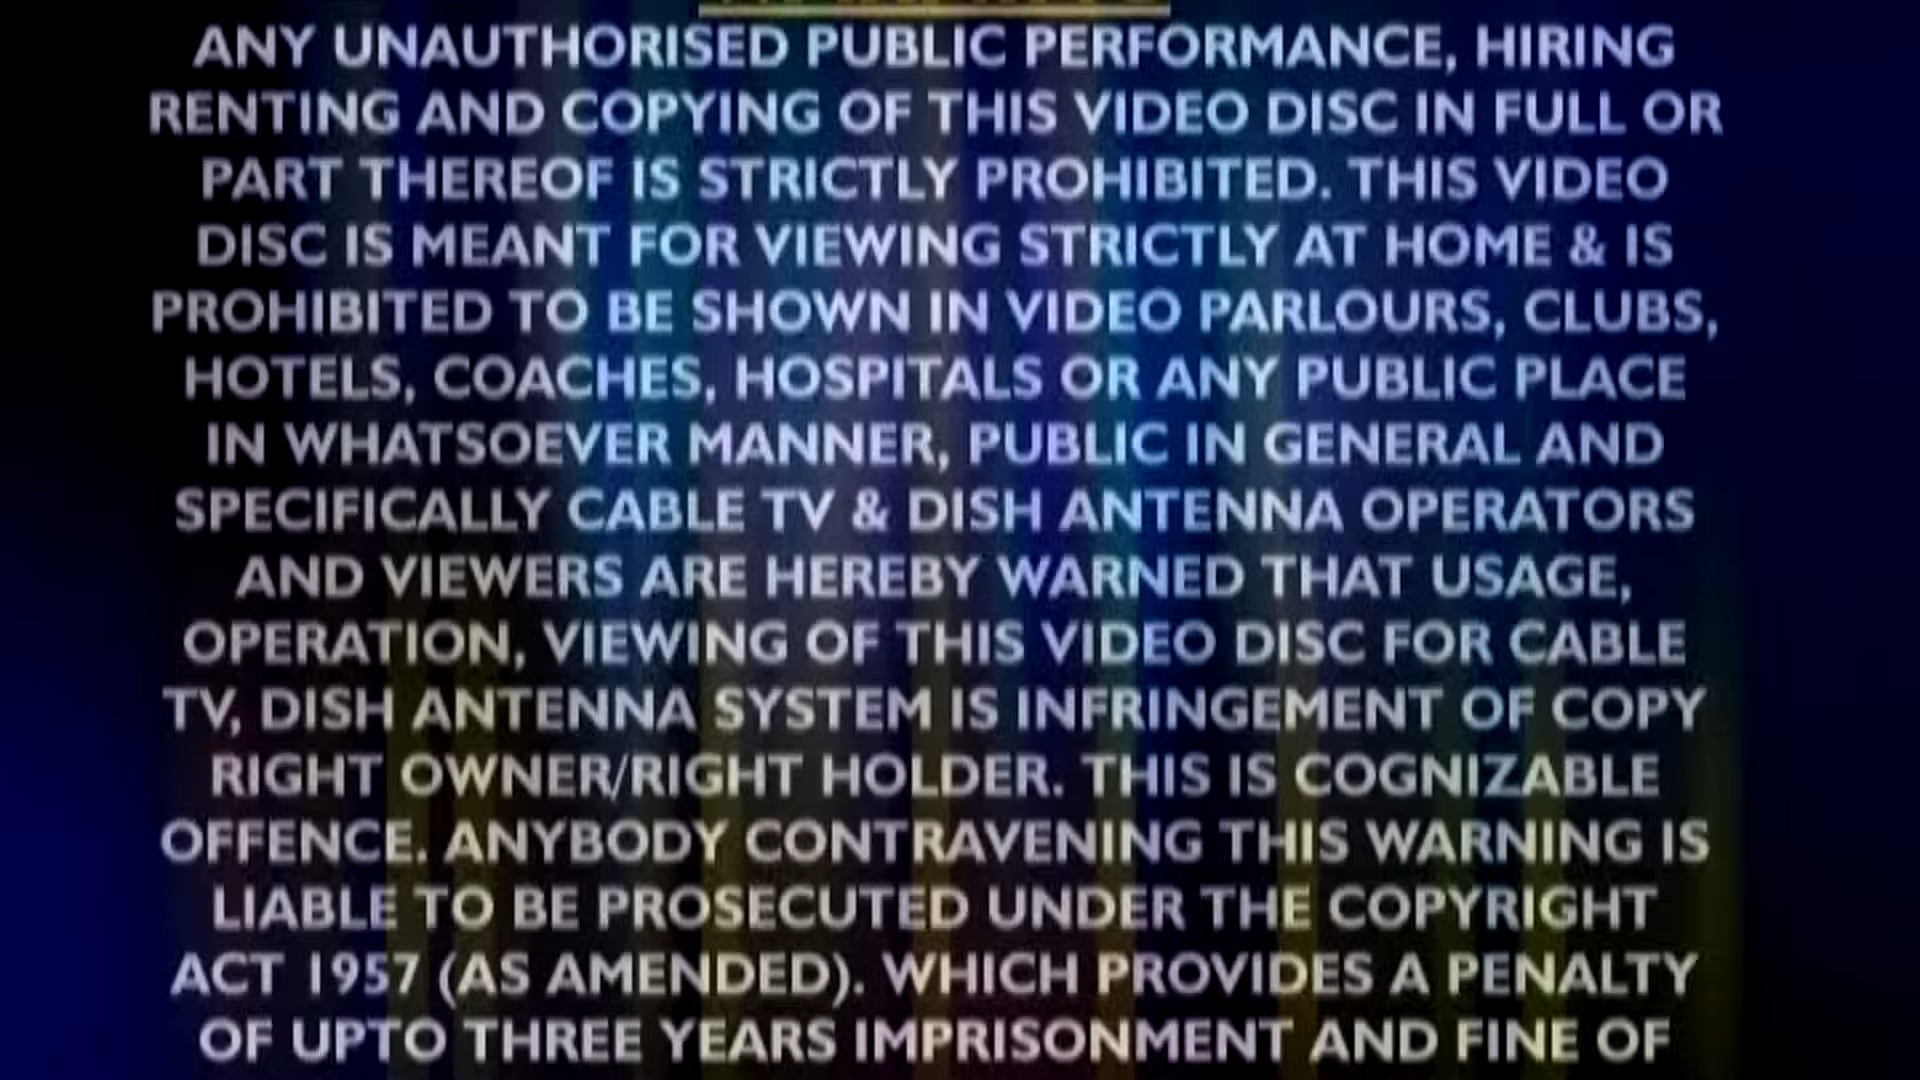 ANY UNAUTHORISED PUBLIC PERFORMANCE, HIRING
RENTING AND COPYING OF THIS VIDEO DISC IN FULL OR
PART THEREOF IS STRICTLY PROHIBITED. THIS VIDEO
DISC IS MEANT FOR VIEWING STRICTLY AT HOME & IS
PROHIBITED TO BE SHOWN IN VIDEO PARLOURS, CLUBS,
HOTELS, COACHES, HOSPITALS OR ANY PUBLIC PLACE
IN WHATSOEVER MANNER, PUBLIC IN GENERAL AND
SPECIFICALLY CABLE TV & DISH ANTENNA OPERATORS
AND VIEWERS ARE HEREBY WARNED THAT USAGE,
OPERATION, VIEWING OF THIS VIDEO DISC FOR CABLE
TV, DISH ANTENNA SYSTEM IS INFRINGEMENT OF COPY
RIGHT OWNER/RIGHT HOLDER. THIS IS COGNIZABLE
OFFENCE. ANYBODY CONTRAVENING THIS WARNING IS
LIABLE TO BE PROSECUTED UNDER THE COPYRIGHT
ACT 1957 (AS AMENDED). WHICH PROVIDES A PENALTY
OF UPTO THREE YEARS IMPRISONMENT AND FINE OF